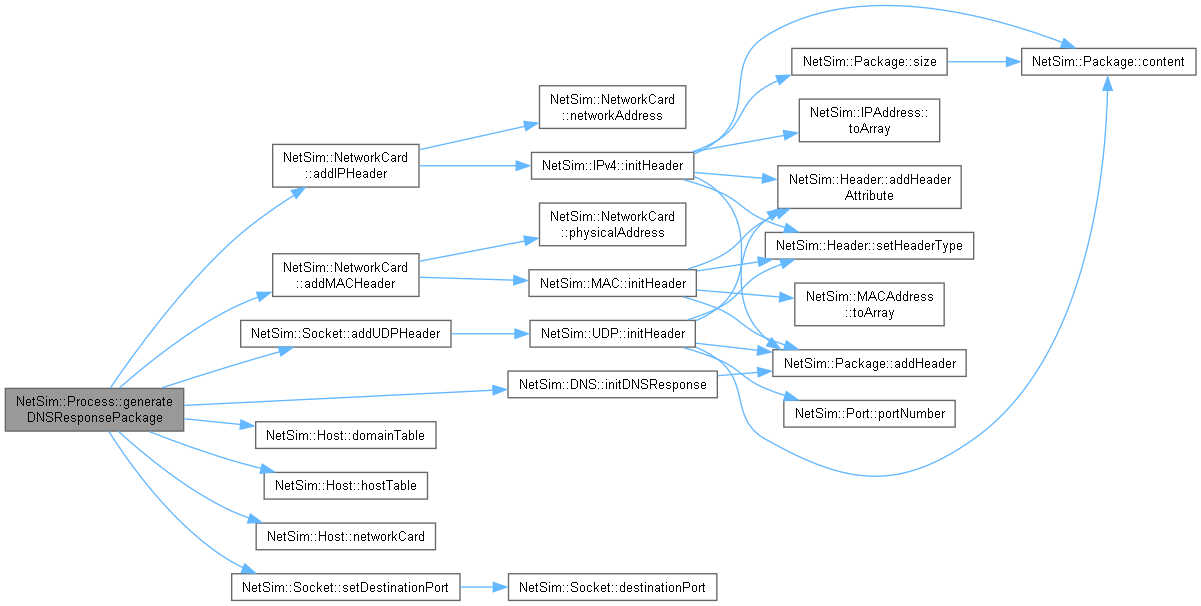 NetSim::Process::generate
DNSResponsePackage
NetSim::NetworkCard
::addIPHeader
NetSim::NetworkCard
::addMACHeader
NetSim::Socket::addUDPHeader
NetSim::DNS::initDNSResponse
NetSim::Host::domainTable
NetSim::Host::hostTable
NetSim::Host::networkCard
NetSim::Socket::setDestinationPort
NetSim::NetworkCard
::networkAddress
NetSim::IPv4::initHeader
NetSim::NetworkCard
::physicalAddress
NetSim::MAC::initHeader
NetSim::UDP::initHeader
NetSim::Socket::destinationPort
NetSim::Package::size
NetSim::IPAddress::
toArray
NetSim::Header::addHeader
Attribute
NetSim::Header::setHeaderType
NetSim::MACAddress
::toArray
NetSim::Package::addHeader
NetSim::Port::portNumber
NetSim::Package::content